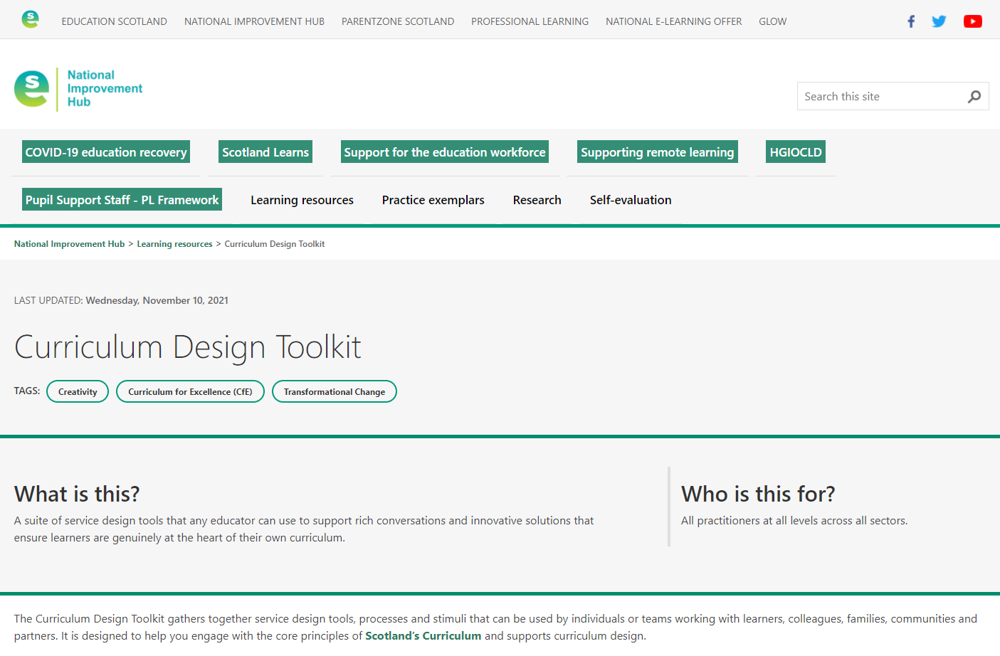 EDUCATION SCOTLAND NATIONAL IMPROVEMENT HUB PARENTZONE SCOTLAND PROFESSIONAL LEARNING NATIONAL E-LEARNING OFFER GLOW
National
Improvement
Hub
Search this site
COVID-19 education recovery Scotland Learns Support for the education workforce Supporting remote learning HGIOCLD
Pupil Support Staff - PL Framework Learning resources Practice exemplars Research Self-evaluation
National Improvement Hub > Learning resources > Curriculum Design Toolkit
LAST UPDATED: Wednesday, November 10, 2021
Curriculum Design Toolkit
TAGS: Creativity Curriculum for Excellence (CfE) Transformational Change
What is this?
A suite of service design tools that any educator can use to support rich conversations and innovative solutions that
ensure learners are genuinely at the heart of their own curriculum.
Who is this for?
All practitioners at all levels across all sectors.
The Curriculum Design Toolkit gathers together service design tools, processes and stimuli that can be used by individuals or teams working with learners, colleagues, families, communities and
partners. It is designed to help you engage with the core principles of Scotland’s Curriculum and supports curriculum design.